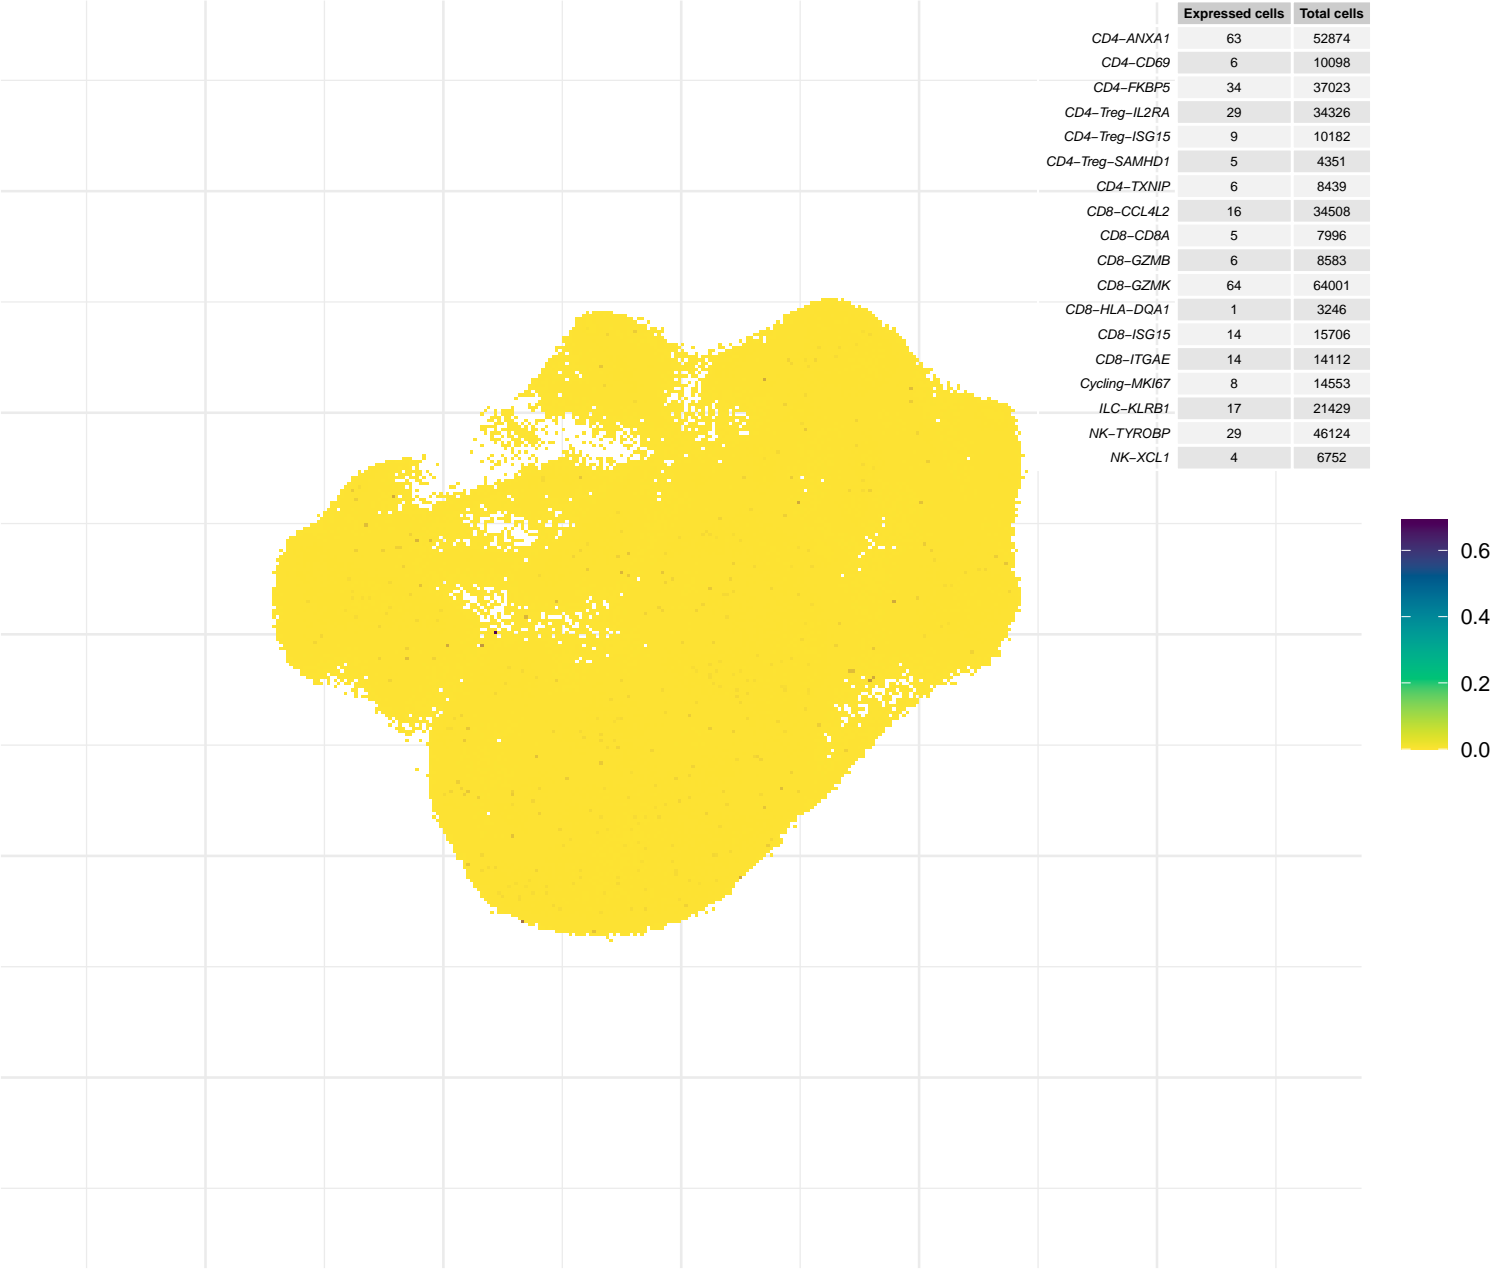 Expressed cells Total cells
CD4−ANXA1 63 52874
CD4−CD69 6 10098
CD4−FKBP5 34 37023
CD4−Treg−IL2RA 29 34326
CD4−Treg−ISG15 9 10182
CD4−Treg−SAMHD1 5 4351
CD4−TXNIP 6 8439
CD8−CCL4L2 16 34508
CD8−CD8A 5 7996
CD8−GZMB 6 8583
CD8−GZMK 64 64001
CD8−HLA−DQA1 1 3246
CD8−ISG15 14 15706
CD8−ITGAE 14 14112
Cycling−MKI67 8 14553
ILC−KLRB1 17 21429
NK−TYROBP 29 46124
NK−XCL1 4 6752
0.6
0.4
0.2
0.0